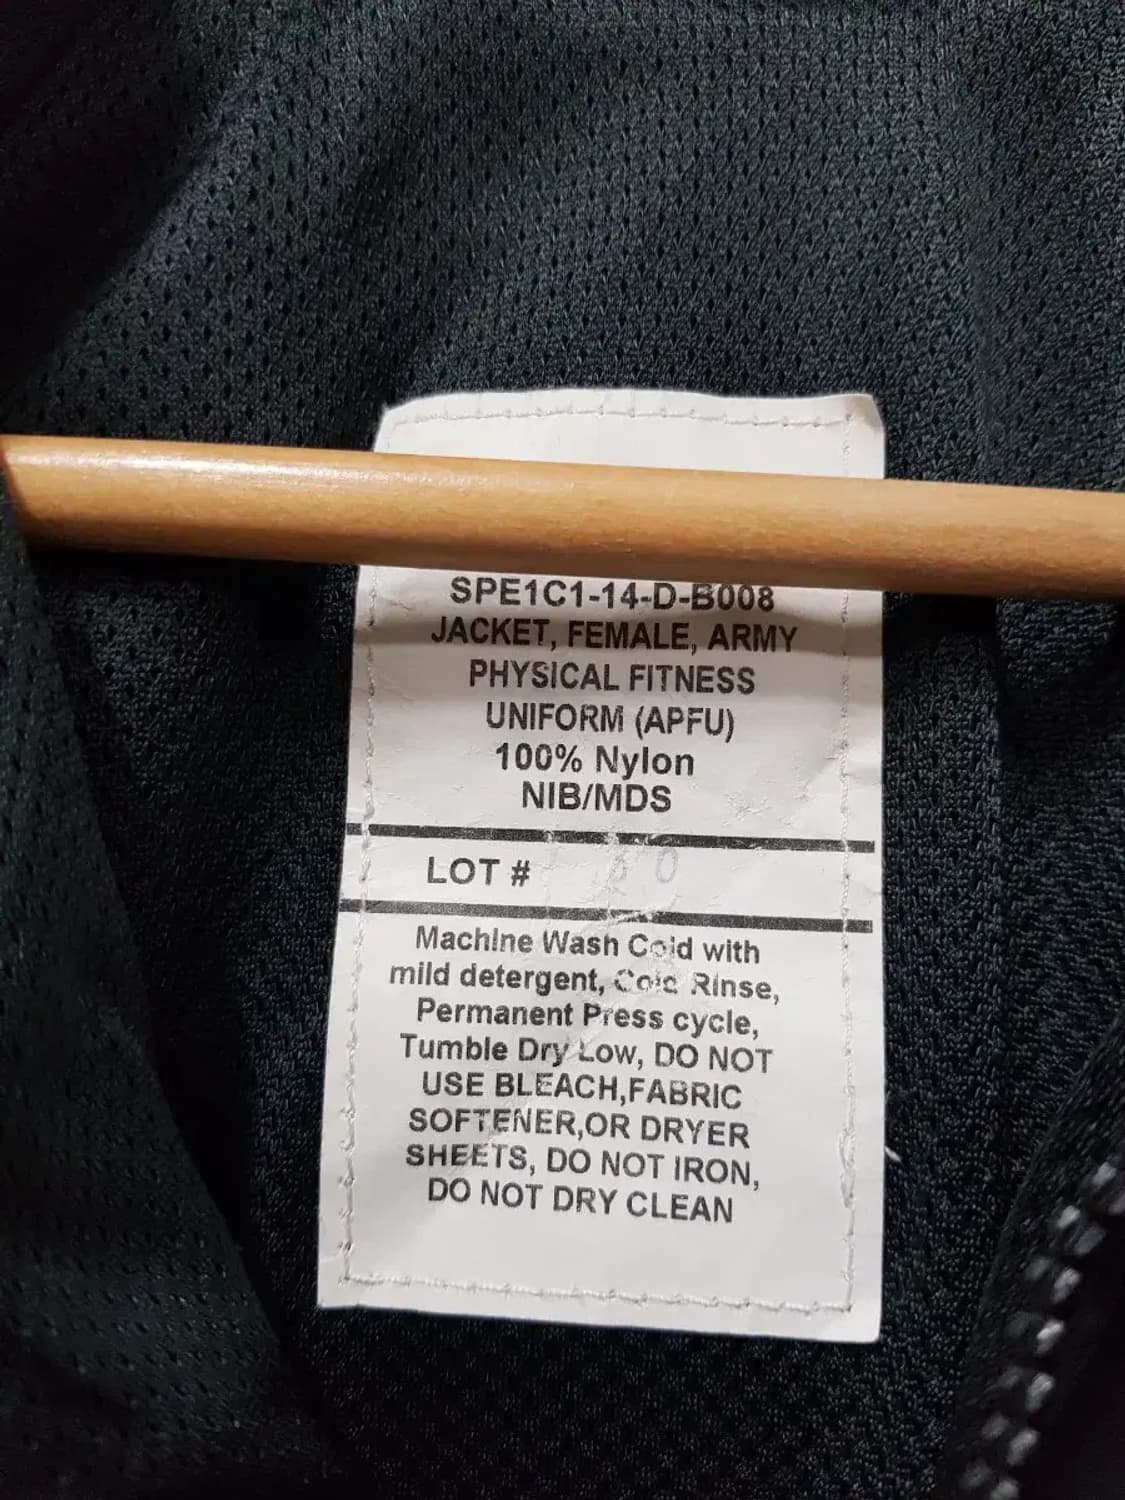 SPE1C1-14-D-B008
JACKET, FEMALE, ARMY
PHYSICAL FITNESS
UNIFORM (APFU)
100% Nylon
NIB/MDS
LOT #
Machine Wash Cold with
mild detergent, Cold Rinse,
Permanent Press cycle,
Tumble Dry Low, DO NOT
USE BLEACH,FABRIC
SOFTENER,OR DRYER
SHEETS, DO NOT IRON,
DO NOT DRY CLEAN